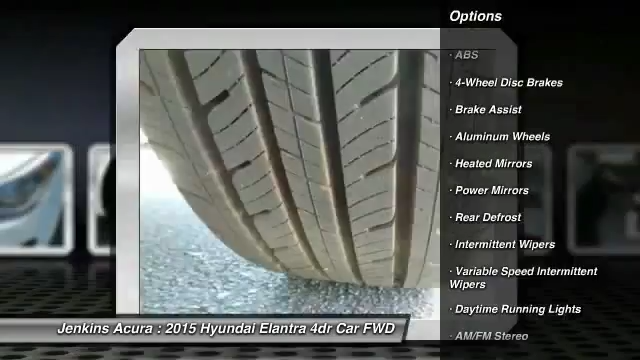 Options
· ABS
· 4-Wheel Disc Brakes
· Brake Assist
· Aluminum Wheels
· Heated Mirrors
· Power Mirrors
· Rear Defrost
· Intermittent Wipers
· Variable Speed Intermittent
Wipers
· Daytime Running Lights
· AM/FM Stereo
Jenkins Acura : 2015 Hyundai Elantra 4dr Car FWD